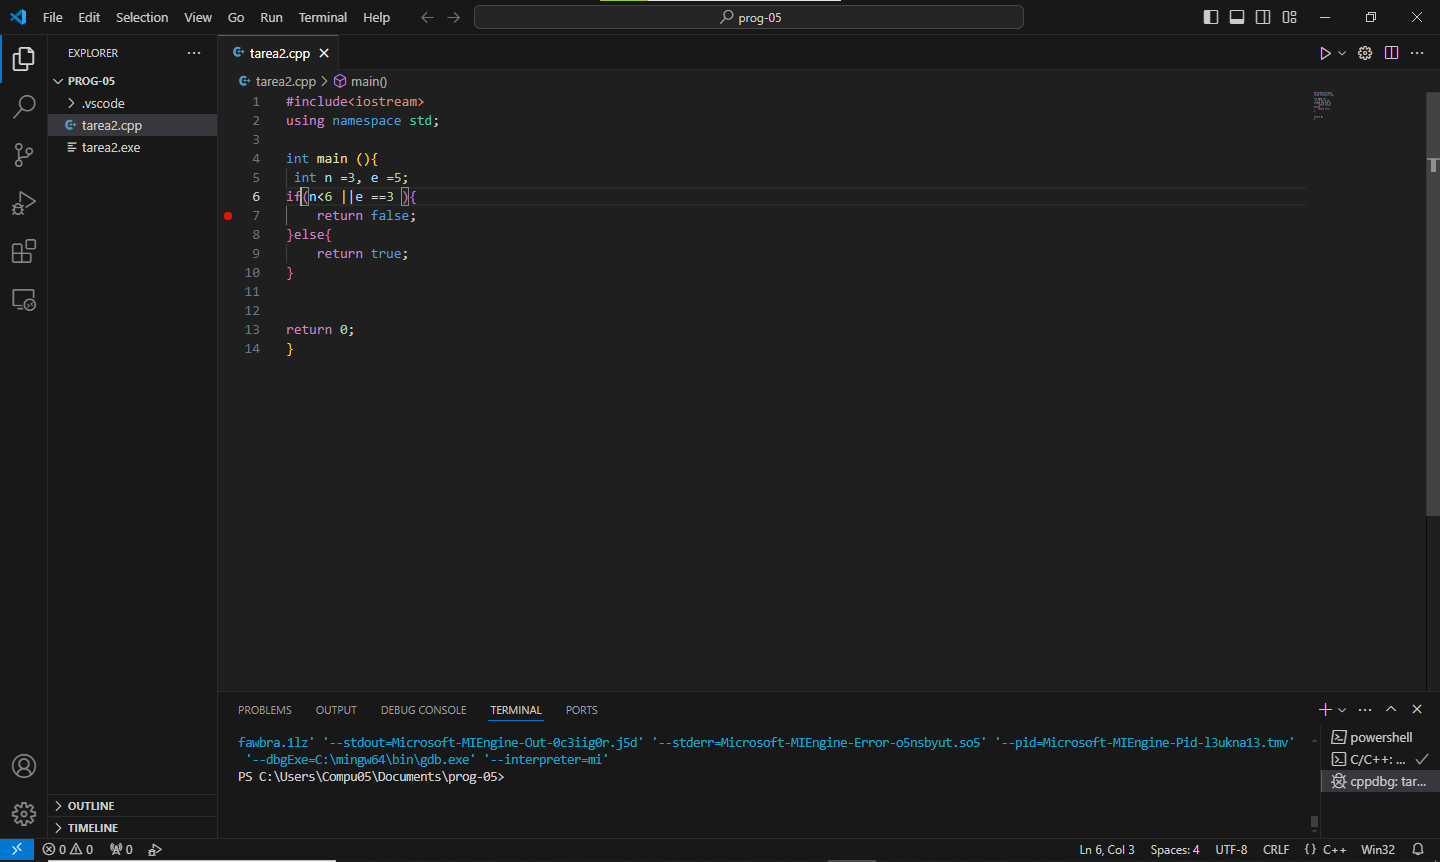 File Edit Selection View Go Run Terminal Help
prog-05
EXPLORER
PROG-05
.vscode
tarea2.cpp
tarea2.exe
OUTLINE
TIMELINE
tarea2.cpp
tarea2.cpp > main()
1 #include<iostream>
2 using namespace std;
3
4 int main (){
5 int n =3, e =5;
6 if(n<6 ||e ==3 ){
7 return false;
8 }else{
9 return true;
10 }
11
12
13 return 0;
14 }
PROBLEMS OUTPUT DEBUG CONSOLE TERMINAL PORTS
fawbra.1lz' '--stdout=Microsoft-MIEngine-Out-0c3iig0r.j5d' '--stderr=Microsoft-MIEngine-Error-o5nsbyut.so5' '--pid=Microsoft-MIEngine-Pid-l3ukna13.tmv'
'--dbgExe=C:\mingw64\bin\gdb.exe' '--interpreter=mi'
PS C:\Users\Compu05\Documents\prog-05>
powershell
C/C++: ...
cppdbg: tar...
0 0 0 Ln 6, Col 3 Spaces: 4 UTF-8 CRLF {} C++ Win32